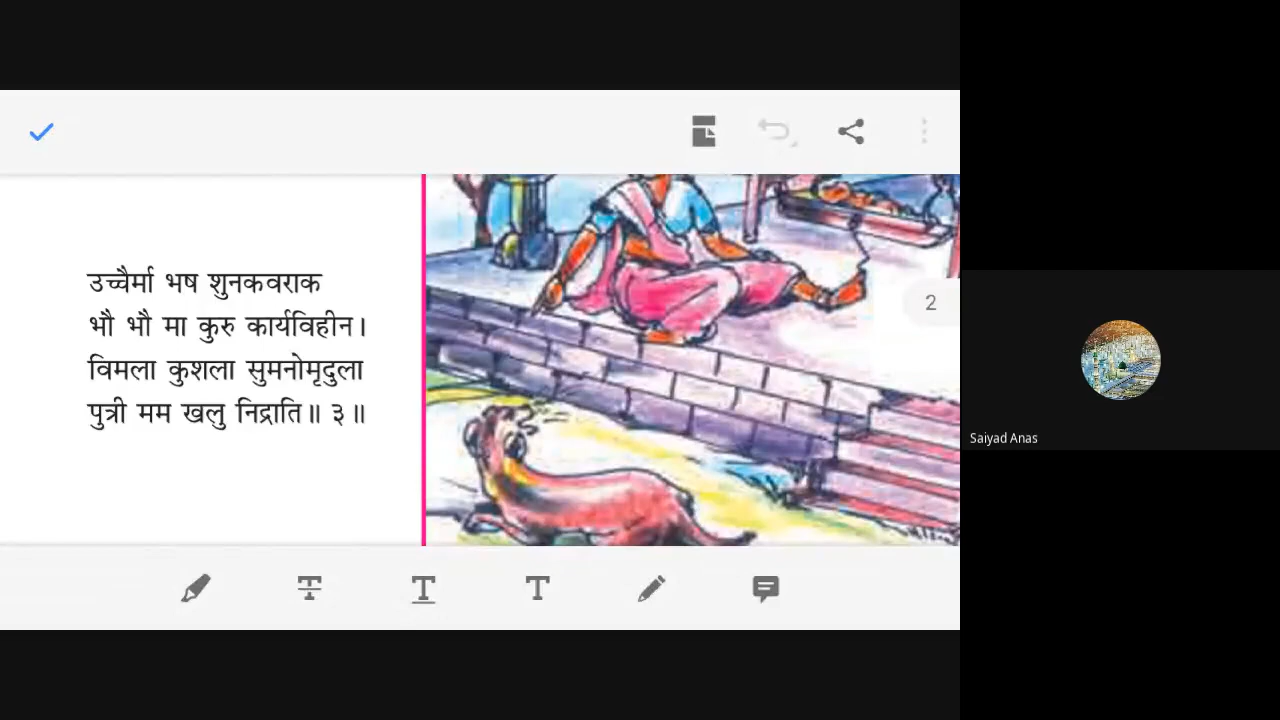 उच्चैर्मा भष शुनकवराक
भौ भौ मा कुरु कार्यविहीन।
विमला कुशला सुमनोमृदुला
पुत्री मम खलु निद्राति॥ ३॥
2
Saiyad Anas